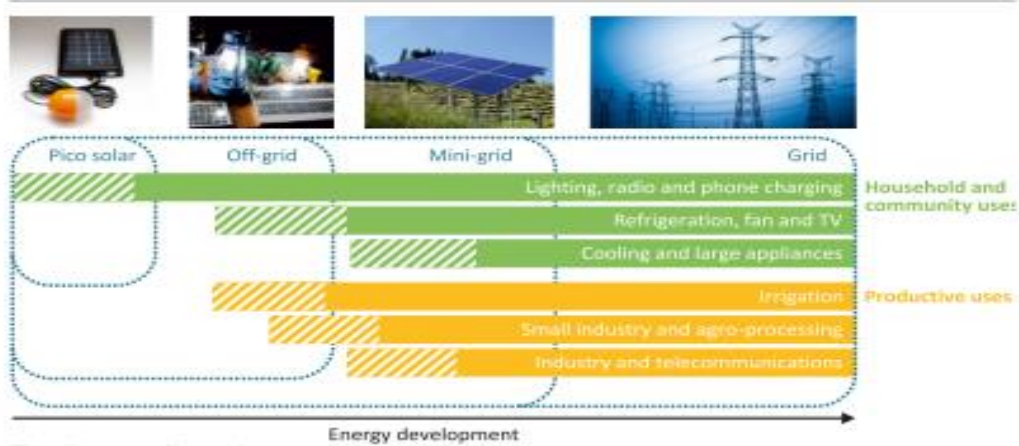 Pico solar
Off-grid
Mini-grid
Grid
Lighting, radio and phone charging
Household and
community uses
Refrigeration, fan and TV
Cooling and large appliances
Irrigation
Productive uses
Small industry and agro-processing
Industry and telecommunications
Energy development